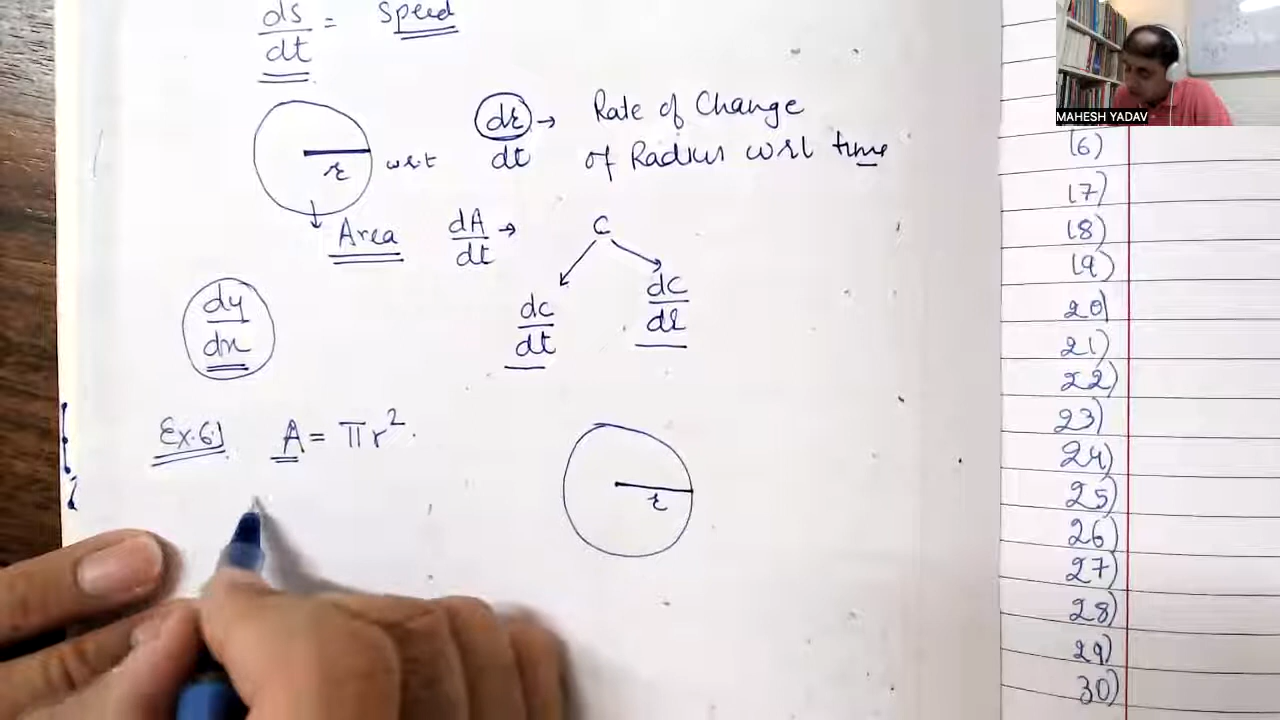 ds/dt = Speed
dr/dt → Rate of Change
of Radius wrt time
r wrt
Area dA/dt → C
dc/dt dc/dr
dy/dx
Ex.6.1 A = πr².
r
MAHESH YADAV
16)
17)
18)
19)
20)
21)
22)
23)
24)
25)
26)
27)
28)
29)
30)